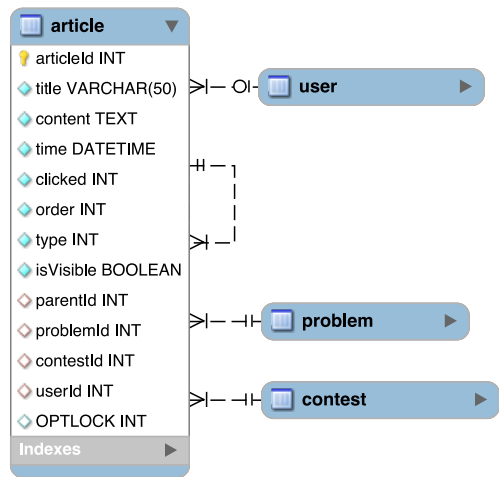 article
articleId INT
title VARCHAR(50)
content TEXT
time DATETIME
clicked INT
order INT
type INT
isVisible BOOLEAN
parentId INT
problemId INT
contestId INT
userId INT
OPTLOCK INT
Indexes
user
problem
contest